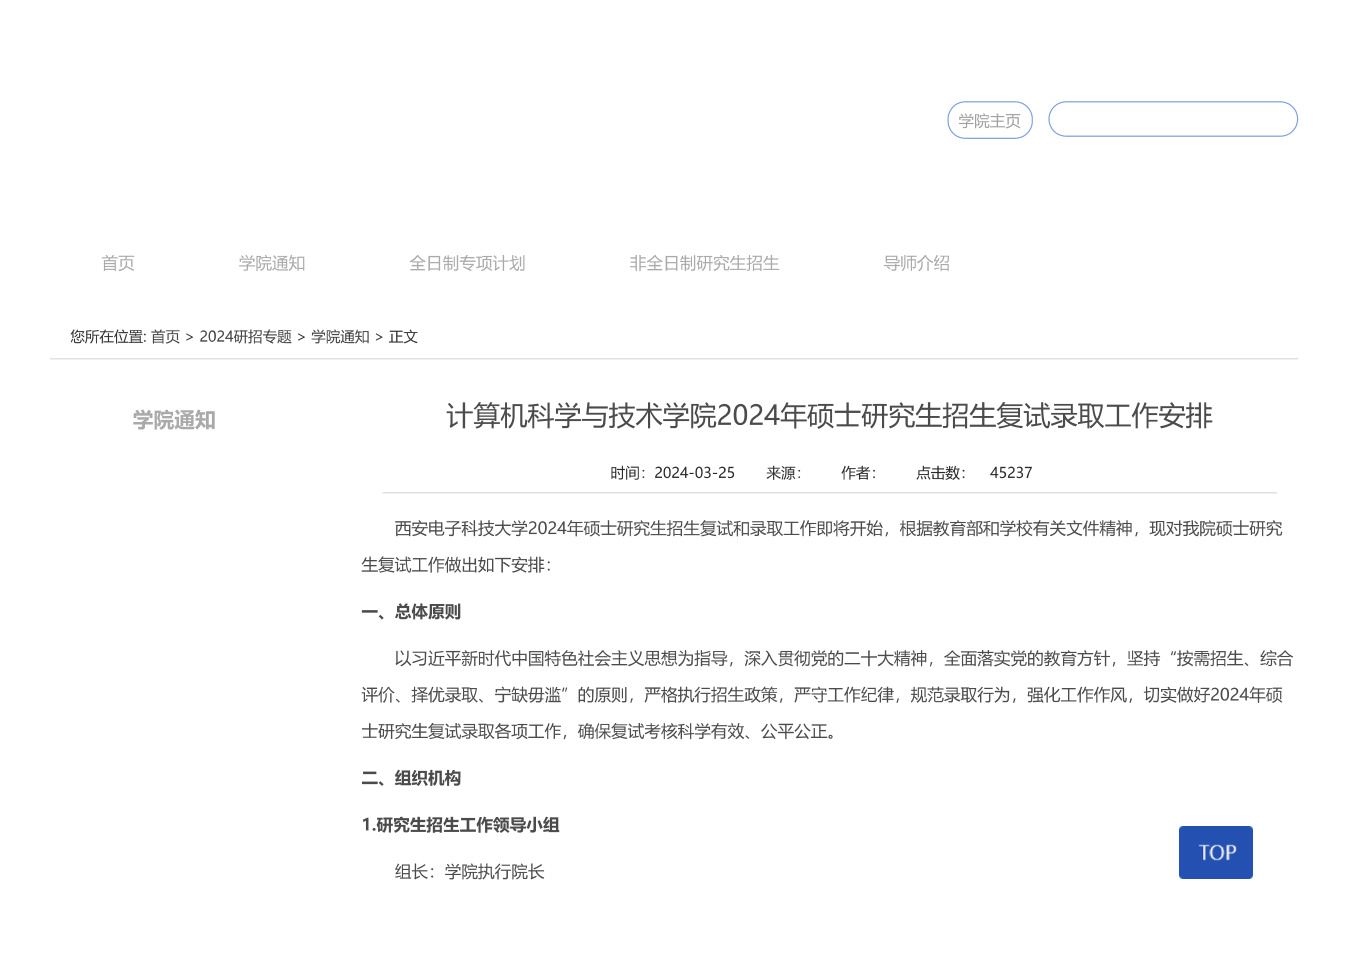 学院主页
首页 学院通知 全日制专项计划 非全日制研究生招生 导师介绍
您所在位置: 首页 > 2024研招专题 > 学院通知 > 正文
学院通知
计算机科学与技术学院2024年硕士研究生招生复试录取工作安排
时间：2024-03-25 来源： 作者： 点击数： 45237
西安电子科技大学2024年硕士研究生招生复试和录取工作即将开始，根据教育部和学校有关文件精神，现对我院硕士研究
生复试工作做出如下安排：
一、总体原则
以习近平新时代中国特色社会主义思想为指导，深入贯彻党的二十大精神，全面落实党的教育方针，坚持“按需招生、综合
评价、择优录取、宁缺毋滥”的原则，严格执行招生政策，严守工作纪律，规范录取行为，强化工作作风，切实做好2024年硕
士研究生复试录取各项工作，确保复试考核科学有效、公平公正。
二、组织机构
1.研究生招生工作领导小组
组长：学院执行院长
TOP